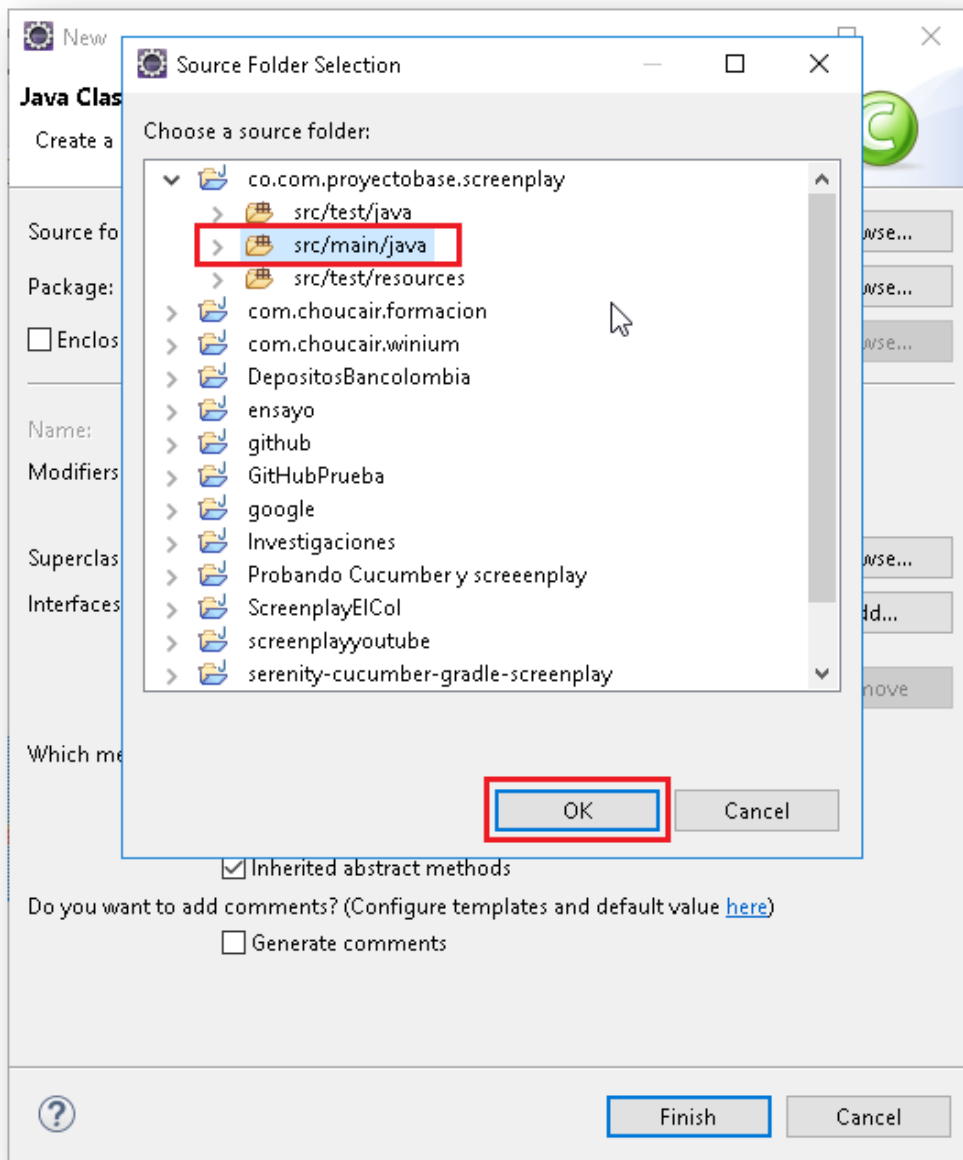 New
Source Folder Selection
Java Clas
Create a
Choose a source folder:
co.com.proyectobase.screenplay
src/test/java
src/main/java
src/test/resources
com.choucair.formacion
com.choucair.winium
DepositosBancolombia
ensayo
github
GitHubPrueba
google
Investigaciones
Probando Cucumber y screeenplay
ScreenplayElCol
screenplayyoutube
serenity-cucumber-gradle-screenplay
Source fo
wse...
Package:
wse...
Enclos
wse...
Name:
Modifiers
Superclas
wse...
Interfaces
dd...
move
Which me
OK
Cancel
Inherited abstract methods
Do you want to add comments? (Configure templates and default value here)
Generate comments
?
Finish
Cancel